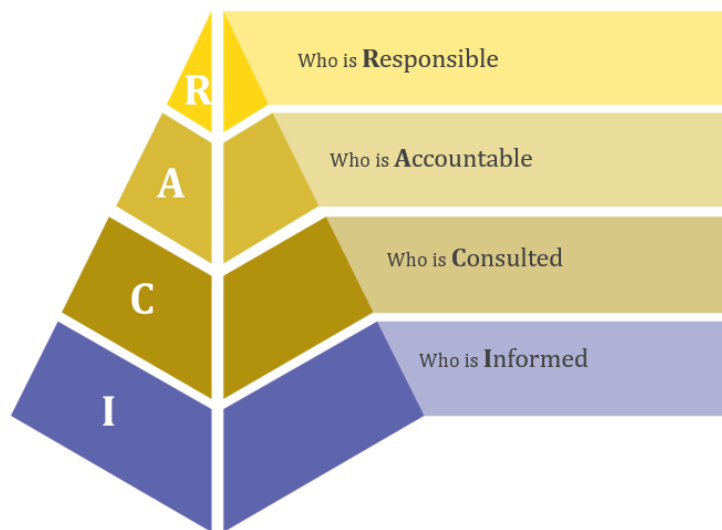 R
Who is Responsible
A
Who is Accountable
C
Who is Consulted
I
Who is Informed